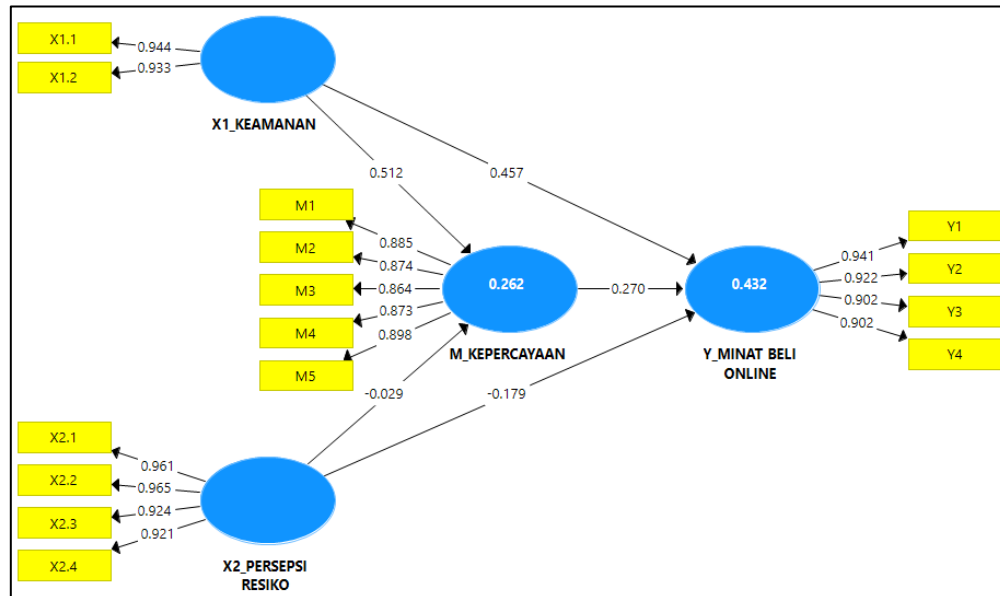 X1.1
0.944
X1.2
0.933
X1_KEAMANAN
0.512
0.457
M1
0.885
M2
0.874
M3
0.864
M4
0.873
M5
0.898
0.262
M_KEPERCAYAAN
0.270
0.432
Y_MINAT BELI
ONLINE
Y1
0.941
Y2
0.922
Y3
0.902
Y4
0.902
-0.029
-0.179
X2.1
0.961
X2.2
0.965
X2.3
0.924
X2.4
0.921
X2_PERSEPSI
RESIKO